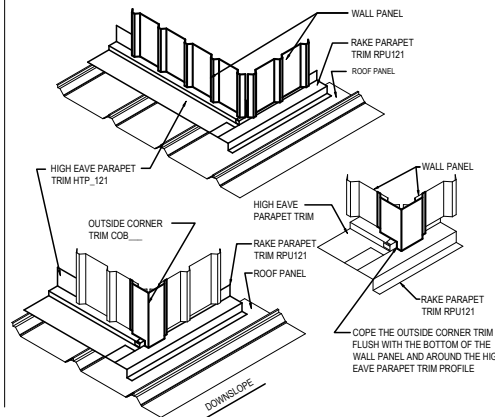 WALL PANEL
RAKE PARAPET
TRIM RPU121
ROOF PANEL
HIGH EAVE PARAPET
TRIM HTP_121
OUTSIDE CORNER
TRIM COB___
RAKE PARAPET
TRIM RPU121
ROOF PANEL
DOWNSLOPE
WALL PANEL
HIGH EAVE
PARAPET TRIM
RAKE PARAPET
TRIM RPU121
COPE THE OUTSIDE CORNER TRIM
FLUSH WITH THE BOTTOM OF THE
WALL PANEL AND AROUND THE HIG
EAVE PARAPET TRIM PROFILE